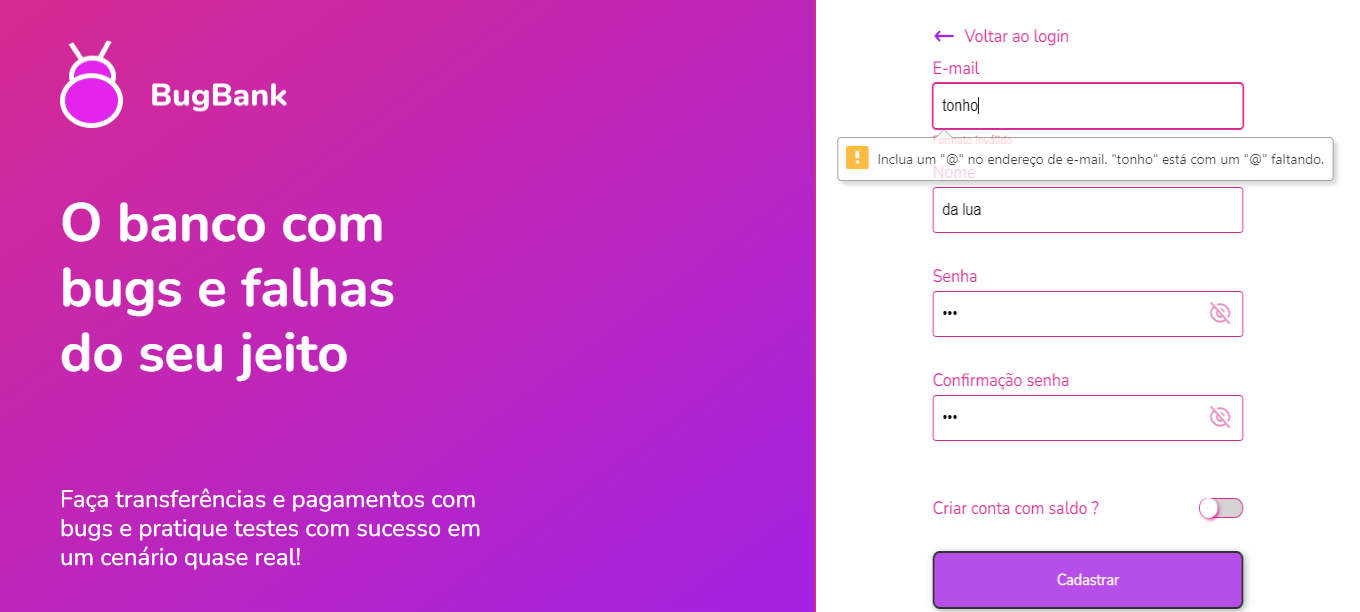 BugBank
O banco com
bugs e falhas
do seu jeito
Faça transferências e pagamentos com
bugs e pratique testes com sucesso em
um cenário quase real!
Voltar ao login
E-mail
tonho
Formato inválido
Inclua um "@" no endereço de e-mail. "tonho" está com um "@" faltando.
Nome
da lua
Senha
•••
Confirmação senha
•••
Criar conta com saldo ?
Cadastrar